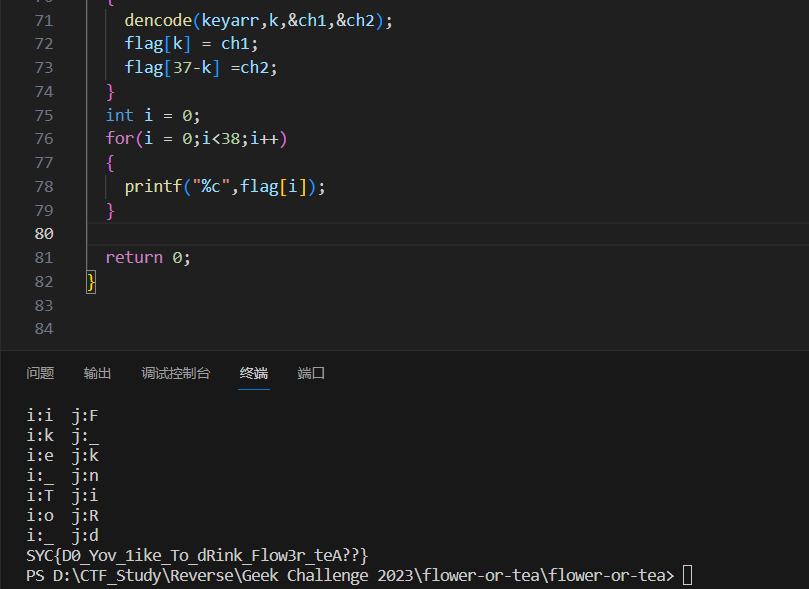 71 dencode(keyarr,k,&ch1,&ch2);
72 flag[k] = ch1;
73 flag[37-k] =ch2;
74 }
75 int i = 0;
76 for(i = 0;i<38;i++)
77 {
78 printf("%c",flag[i]);
79 }
80
81 return 0;
82 }
83
84
问题 输出 调试控制台 终端 端口
i:i j:F
i:k j:_
i:e j:k
i:_ j:n
i:T j:i
i:o j:R
i:_ j:d
SYC{D0_Yov_1ike_To_dRink_Flow3r_teA??}
PS D:\CTF_Study\Reverse\Geek Challenge 2023\flower-or-tea\flower-or-tea>